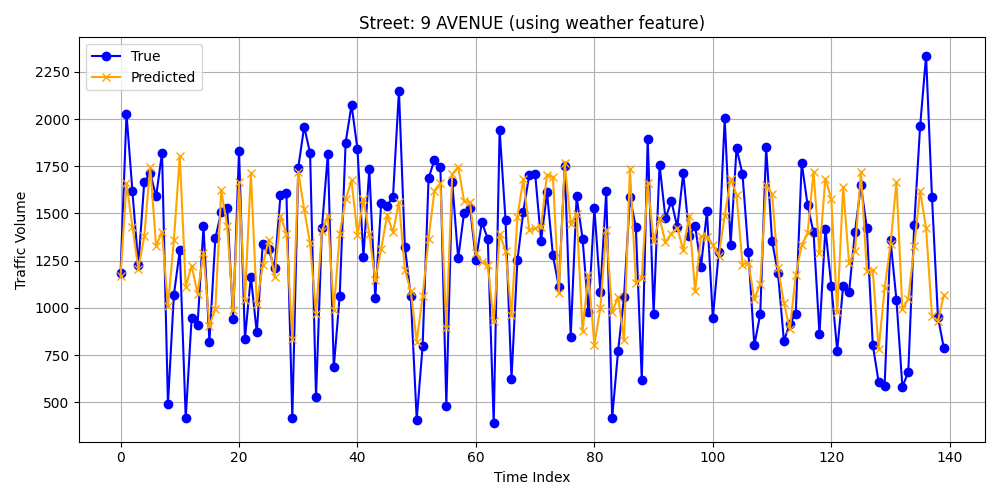 Street: 9 AVENUE (using weather feature)
True
Predicted
Traffic Volume
2250
2000
1750
1500
1250
1000
750
500
0 20 40 60 80 100 120 140
Time Index